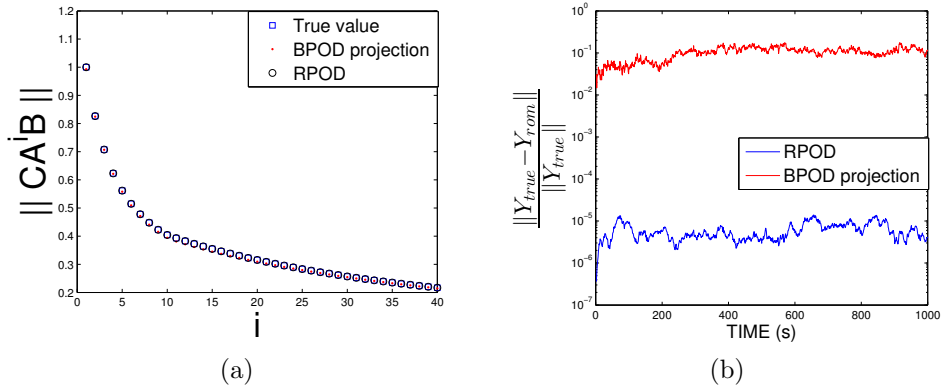 True value
BPOD projection
RPOD
1.2
1.1
1
0.9
0.8
0.7
0.6
0.5
0.4
0.3
0.2
0 5 10 15 20 25 30 35 40
|| CA^iB ||
i
(a)
10^0
10^-1
10^-2
10^-3
10^-4
10^-5
10^-6
10^-7
0 200 400 600 800 1000
||Y_true−Y_rom||
||Y_true||
RPOD
BPOD projection
TIME (s)
(b)